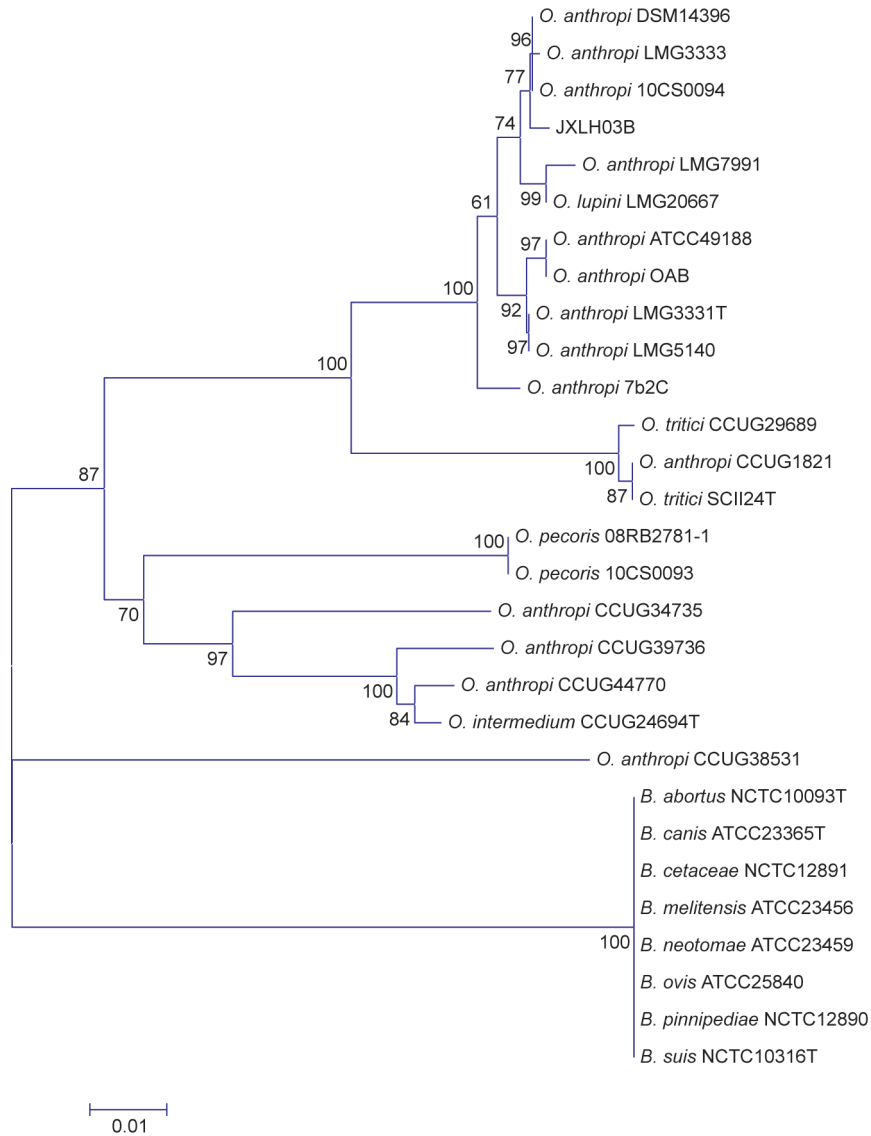 O. anthropi DSM14396
96
O. anthropi LMG3333
77
O. anthropi 10CS0094
74
JXLH03B
O. anthropi LMG7991
99
O. lupini LMG20667
61
97
O. anthropi ATCC49188
O. anthropi OAB
100
92
O. anthropi LMG3331T
97
O. anthropi LMG5140
100
O. anthropi 7b2C
O. tritici CCUG29689
100
O. anthropi CCUG1821
87
87
O. tritici SCII24T
100
O. pecoris 08RB2781-1
O. pecoris 10CS0093
70
O. anthropi CCUG34735
97
O. anthropi CCUG39736
100
O. anthropi CCUG44770
84
O. intermedium CCUG24694T
O. anthropi CCUG38531
B. abortus NCTC10093T
B. canis ATCC23365T
B. cetaceae NCTC12891
B. melitensis ATCC23456
100
B. neotomae ATCC23459
B. ovis ATCC25840
B. pinnipediae NCTC12890
B. suis NCTC10316T
0.01